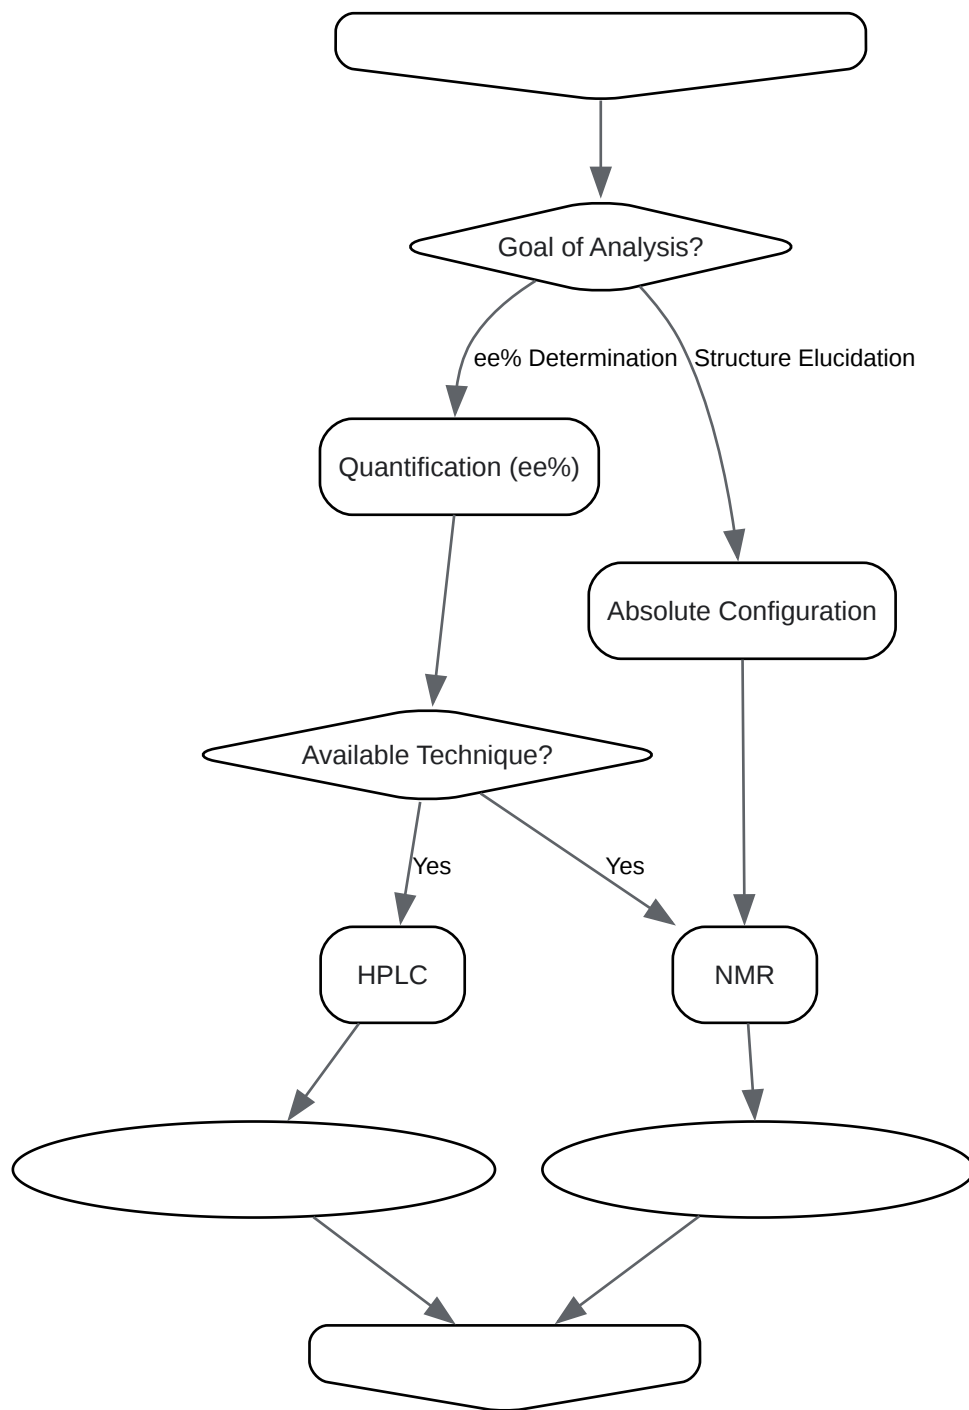 Goal of Analysis?
ee% Determination
Structure Elucidation
Quantification (ee%)
Absolute Configuration
Available Technique?
Yes
Yes
HPLC
NMR